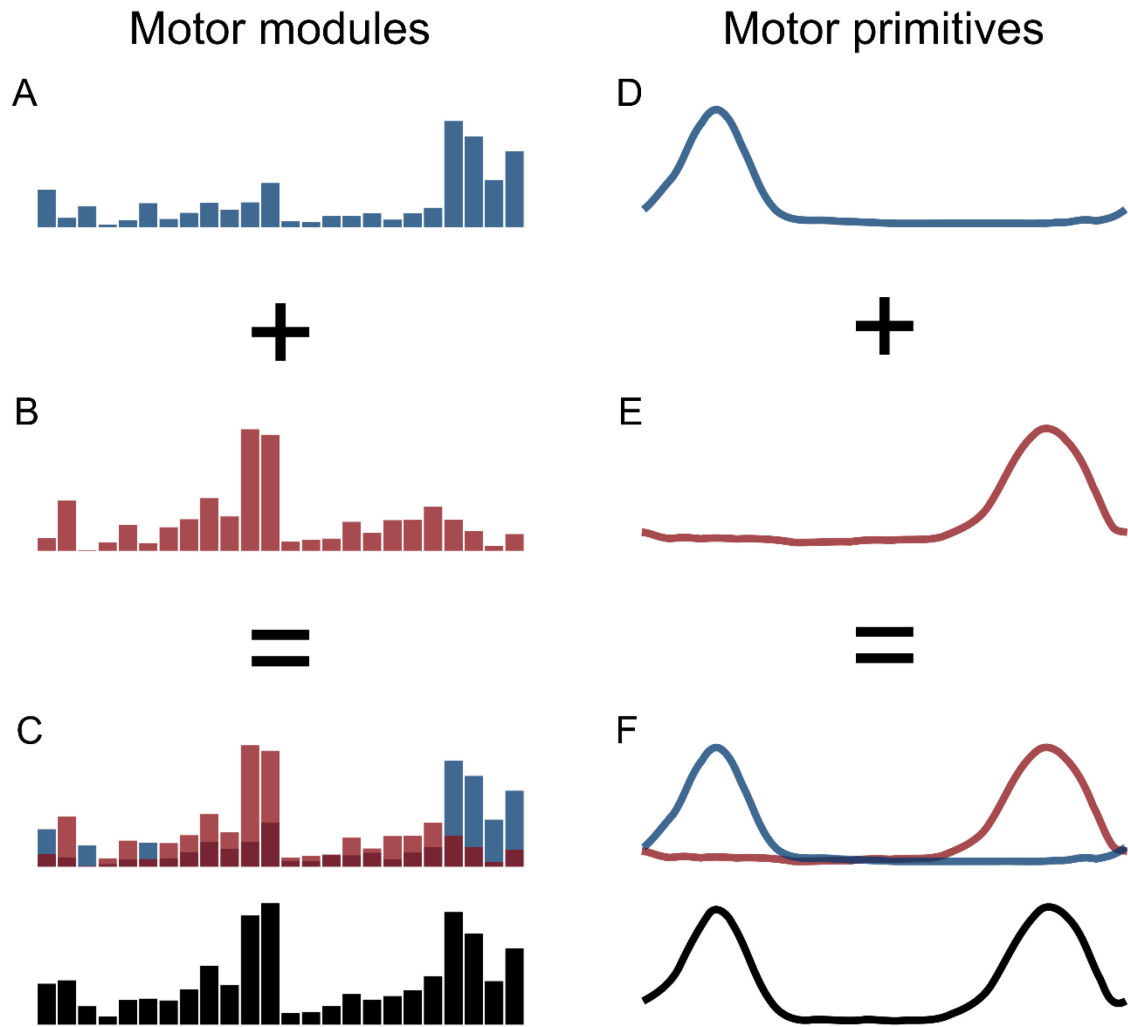 Motor modules
Motor primitives
A
D
+
+
B
E
=
=
C
F